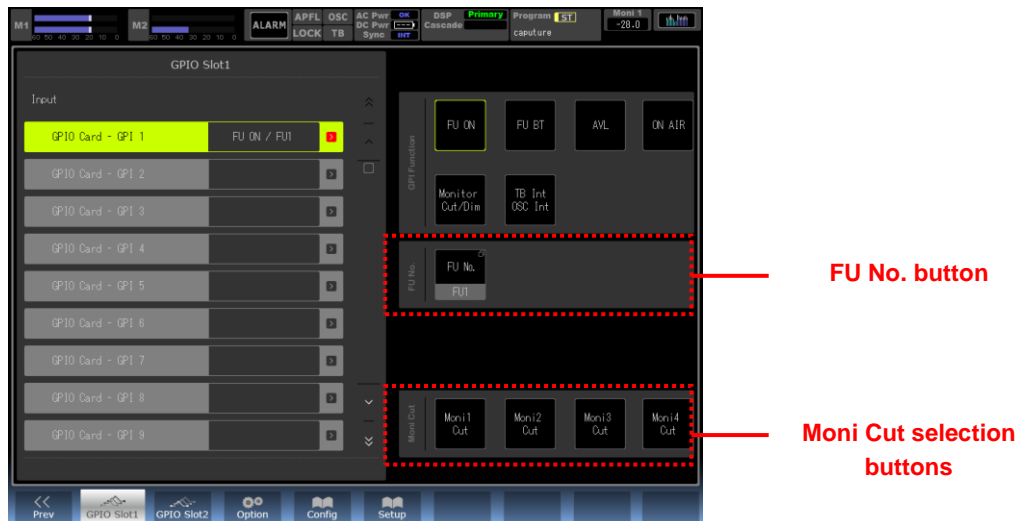 M1
60 50 40 30 20 10 0
M2
60 50 40 30 20 10 0
ALARM
APFL OSC
LOCK TB
AC Pwr OK
DC Pwr
Sync INT
DSP Primary
Cascade
Program ST
caputure
Moni 1
-28.0
GPIO Slot1
Input
GPIO Card - GPI 1 FU ON / FU1
GPIO Card - GPI 2
GPIO Card - GPI 3
GPIO Card - GPI 4
GPIO Card - GPI 5
GPIO Card - GPI 6
GPIO Card - GPI 7
GPIO Card - GPI 8
GPIO Card - GPI 9
GPI Function
FU ON
FU BT
AVL
ON AIR
Monitor
Cut/Dim
TB Int
OSC Int
FU No.
FU No.
FU1
FU No. button
Moni Cut
Moni1
Cut
Moni2
Cut
Moni3
Cut
Moni4
Cut
Moni Cut selection
buttons
<<
Prev
GPIO Slot1
GPIO Slot2
Option
Config
Setup